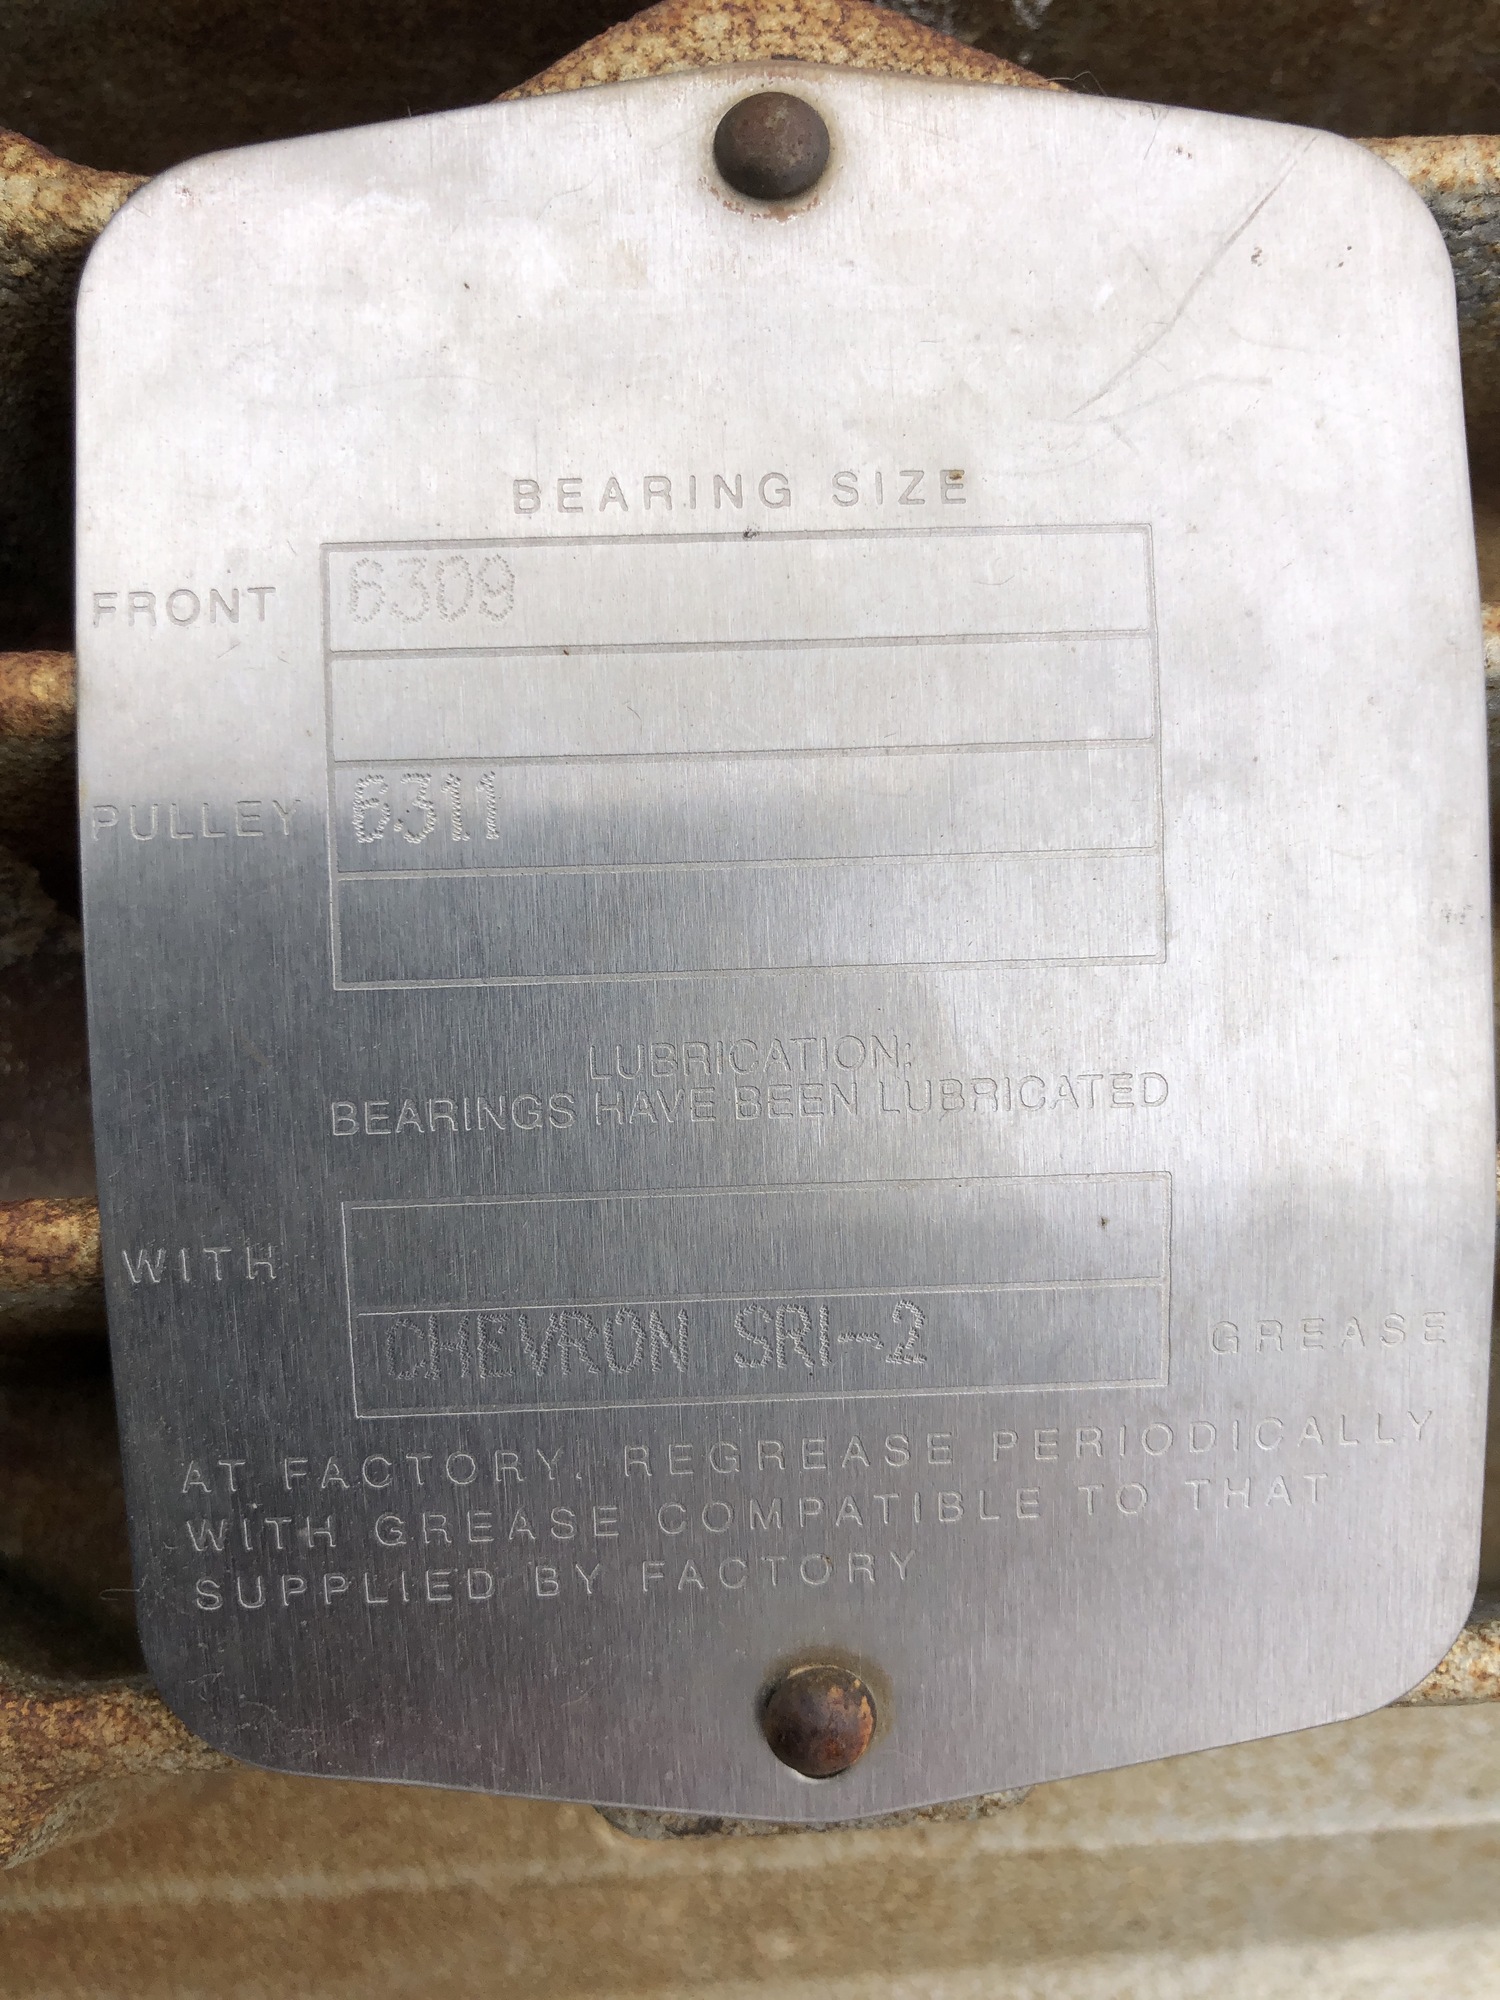 BEARING SIZE
FRONT 6309
PULLEY 6311
LUBRICATION:
BEARINGS HAVE BEEN LUBRICATED
WITH
CHEVRON SRI-2 GREASE
AT FACTORY. REGREASE PERIODICALLY
WITH GREASE COMPATIBLE TO THAT
SUPPLIED BY FACTORY